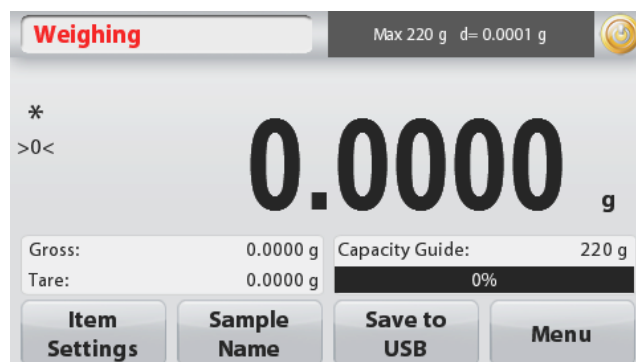 Weighing
Max 220 g d= 0.0001 g
*
>0<
0.0000 g
Gross: 0.0000 g
Tare: 0.0000 g
Capacity Guide: 220 g
0%
Item Settings
Sample Name
Save to USB
Menu